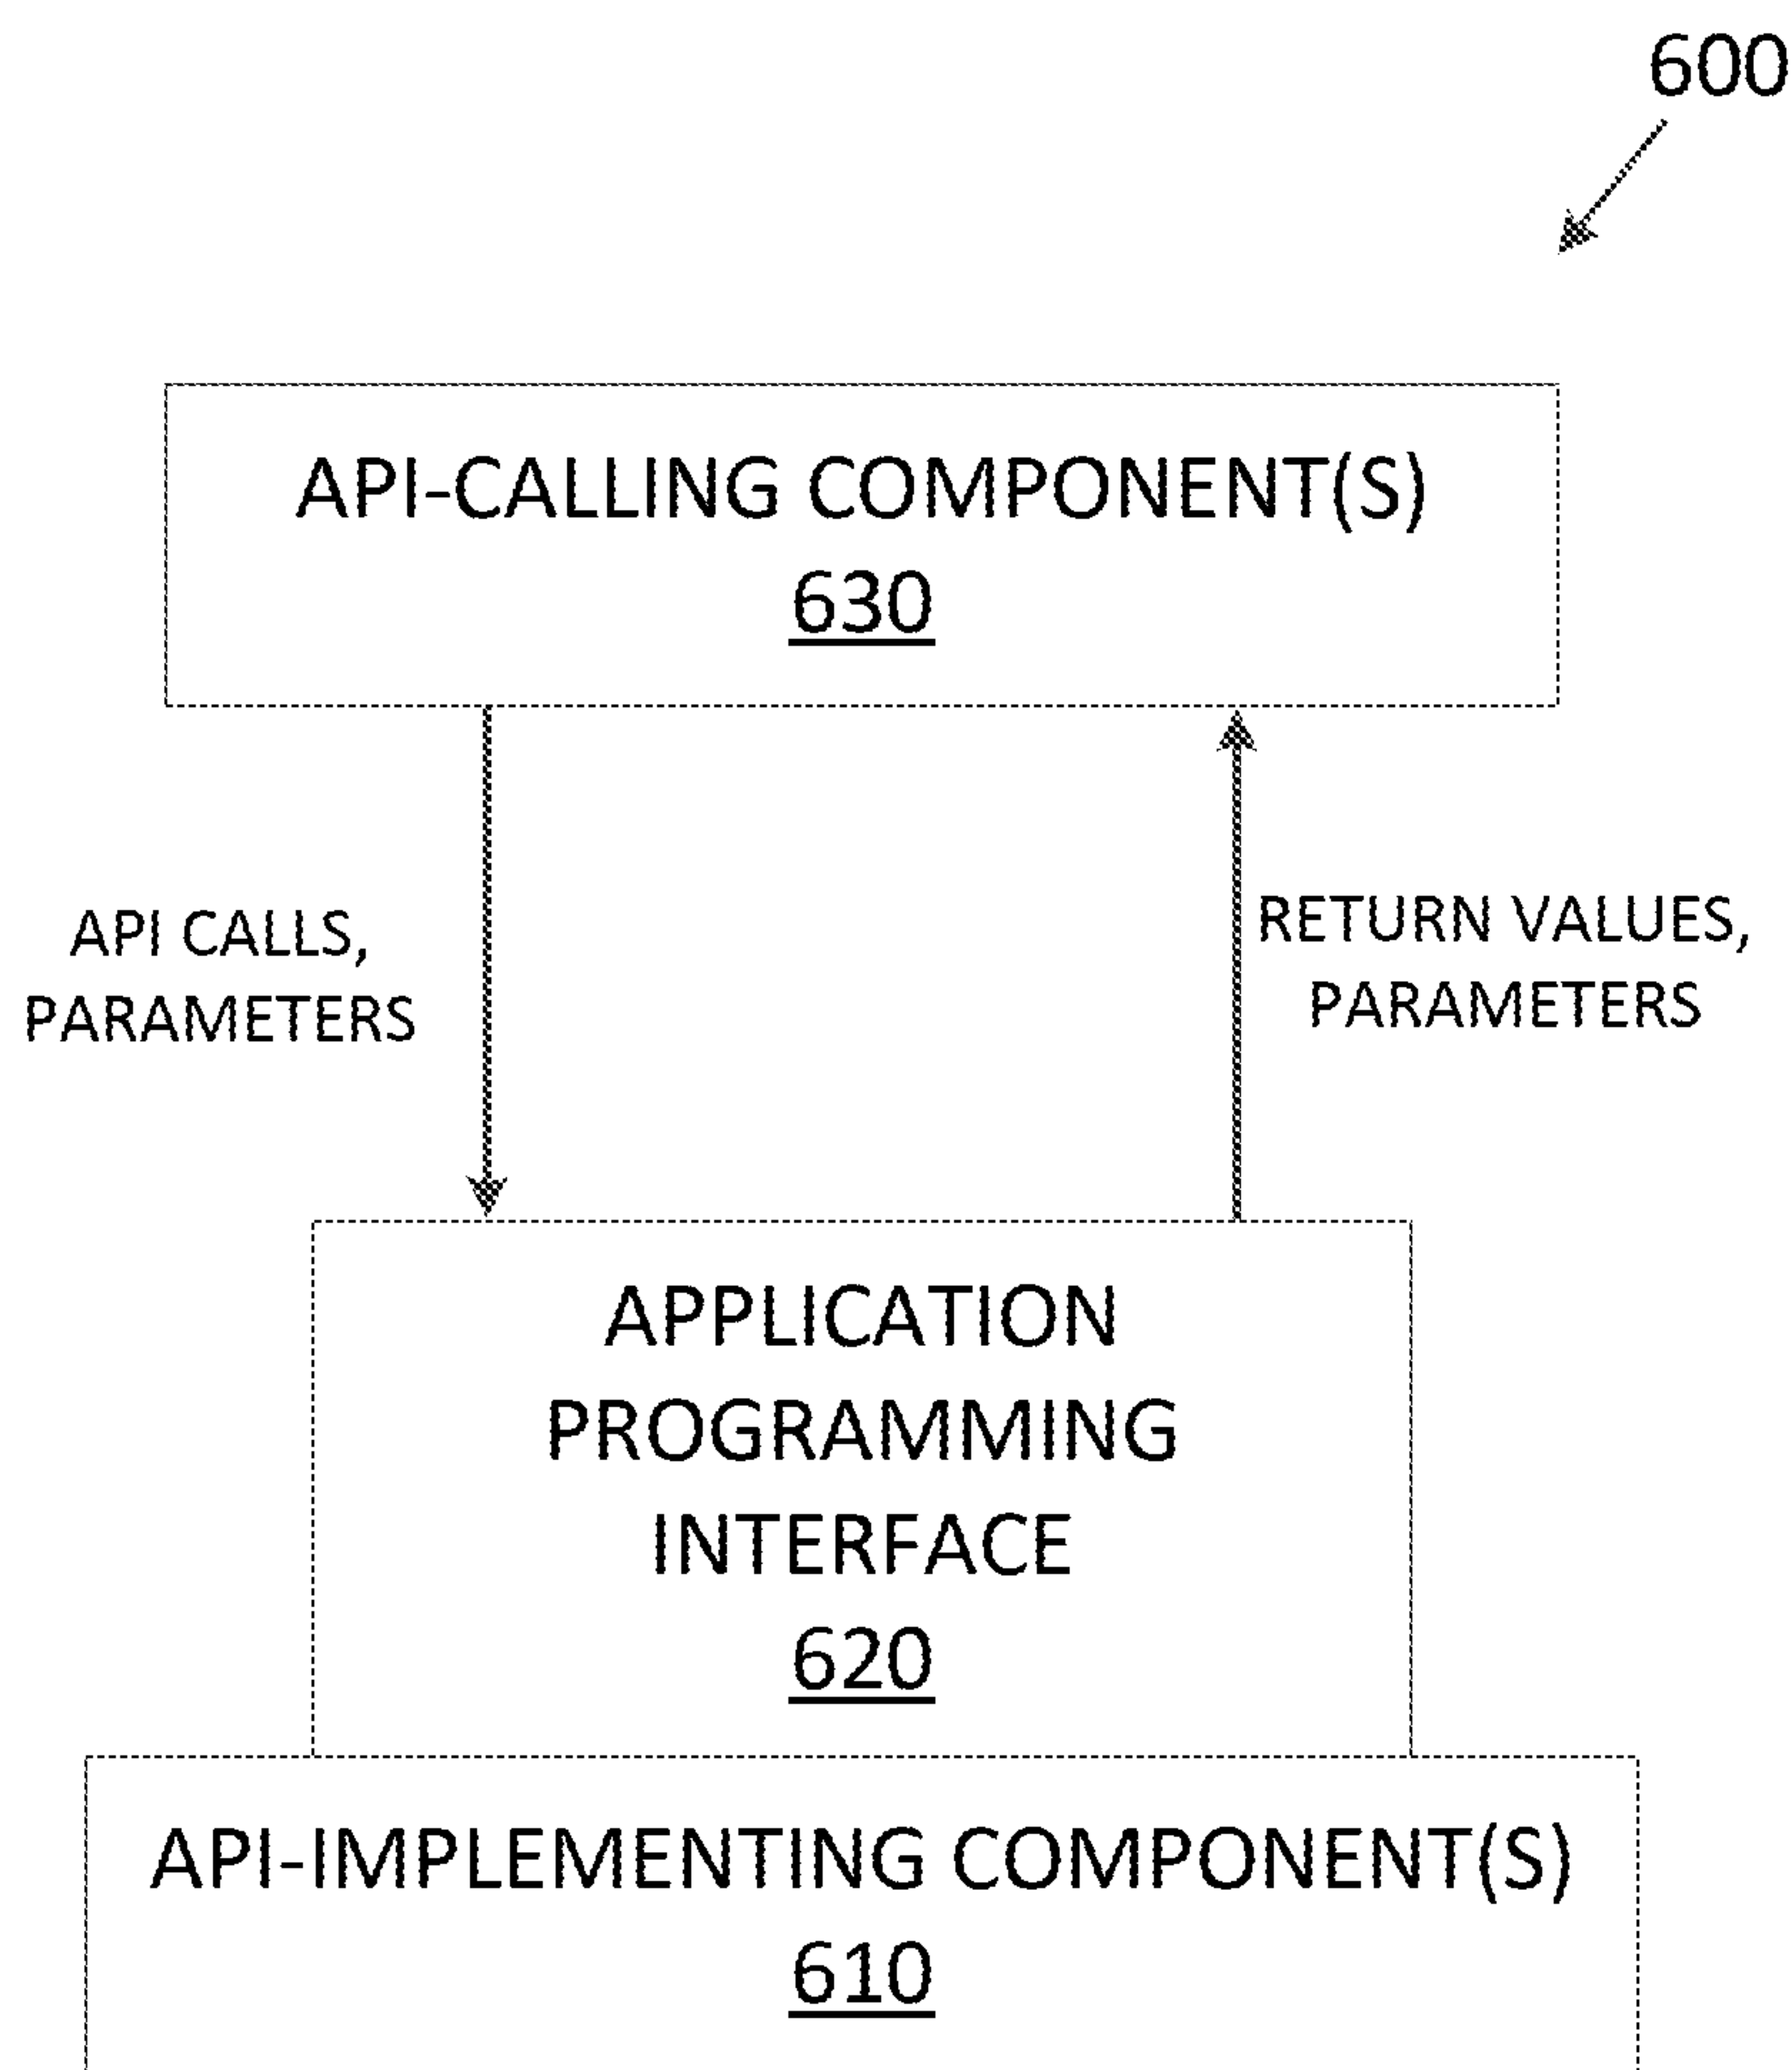 600
API-CALLING COMPONENT(S)
630
API CALLS,
PARAMETERS
RETURN VALUES,
PARAMETERS
APPLICATION
PROGRAMMING
INTERFACE
620
API-IMPLEMENTING COMPONENT(S)
610